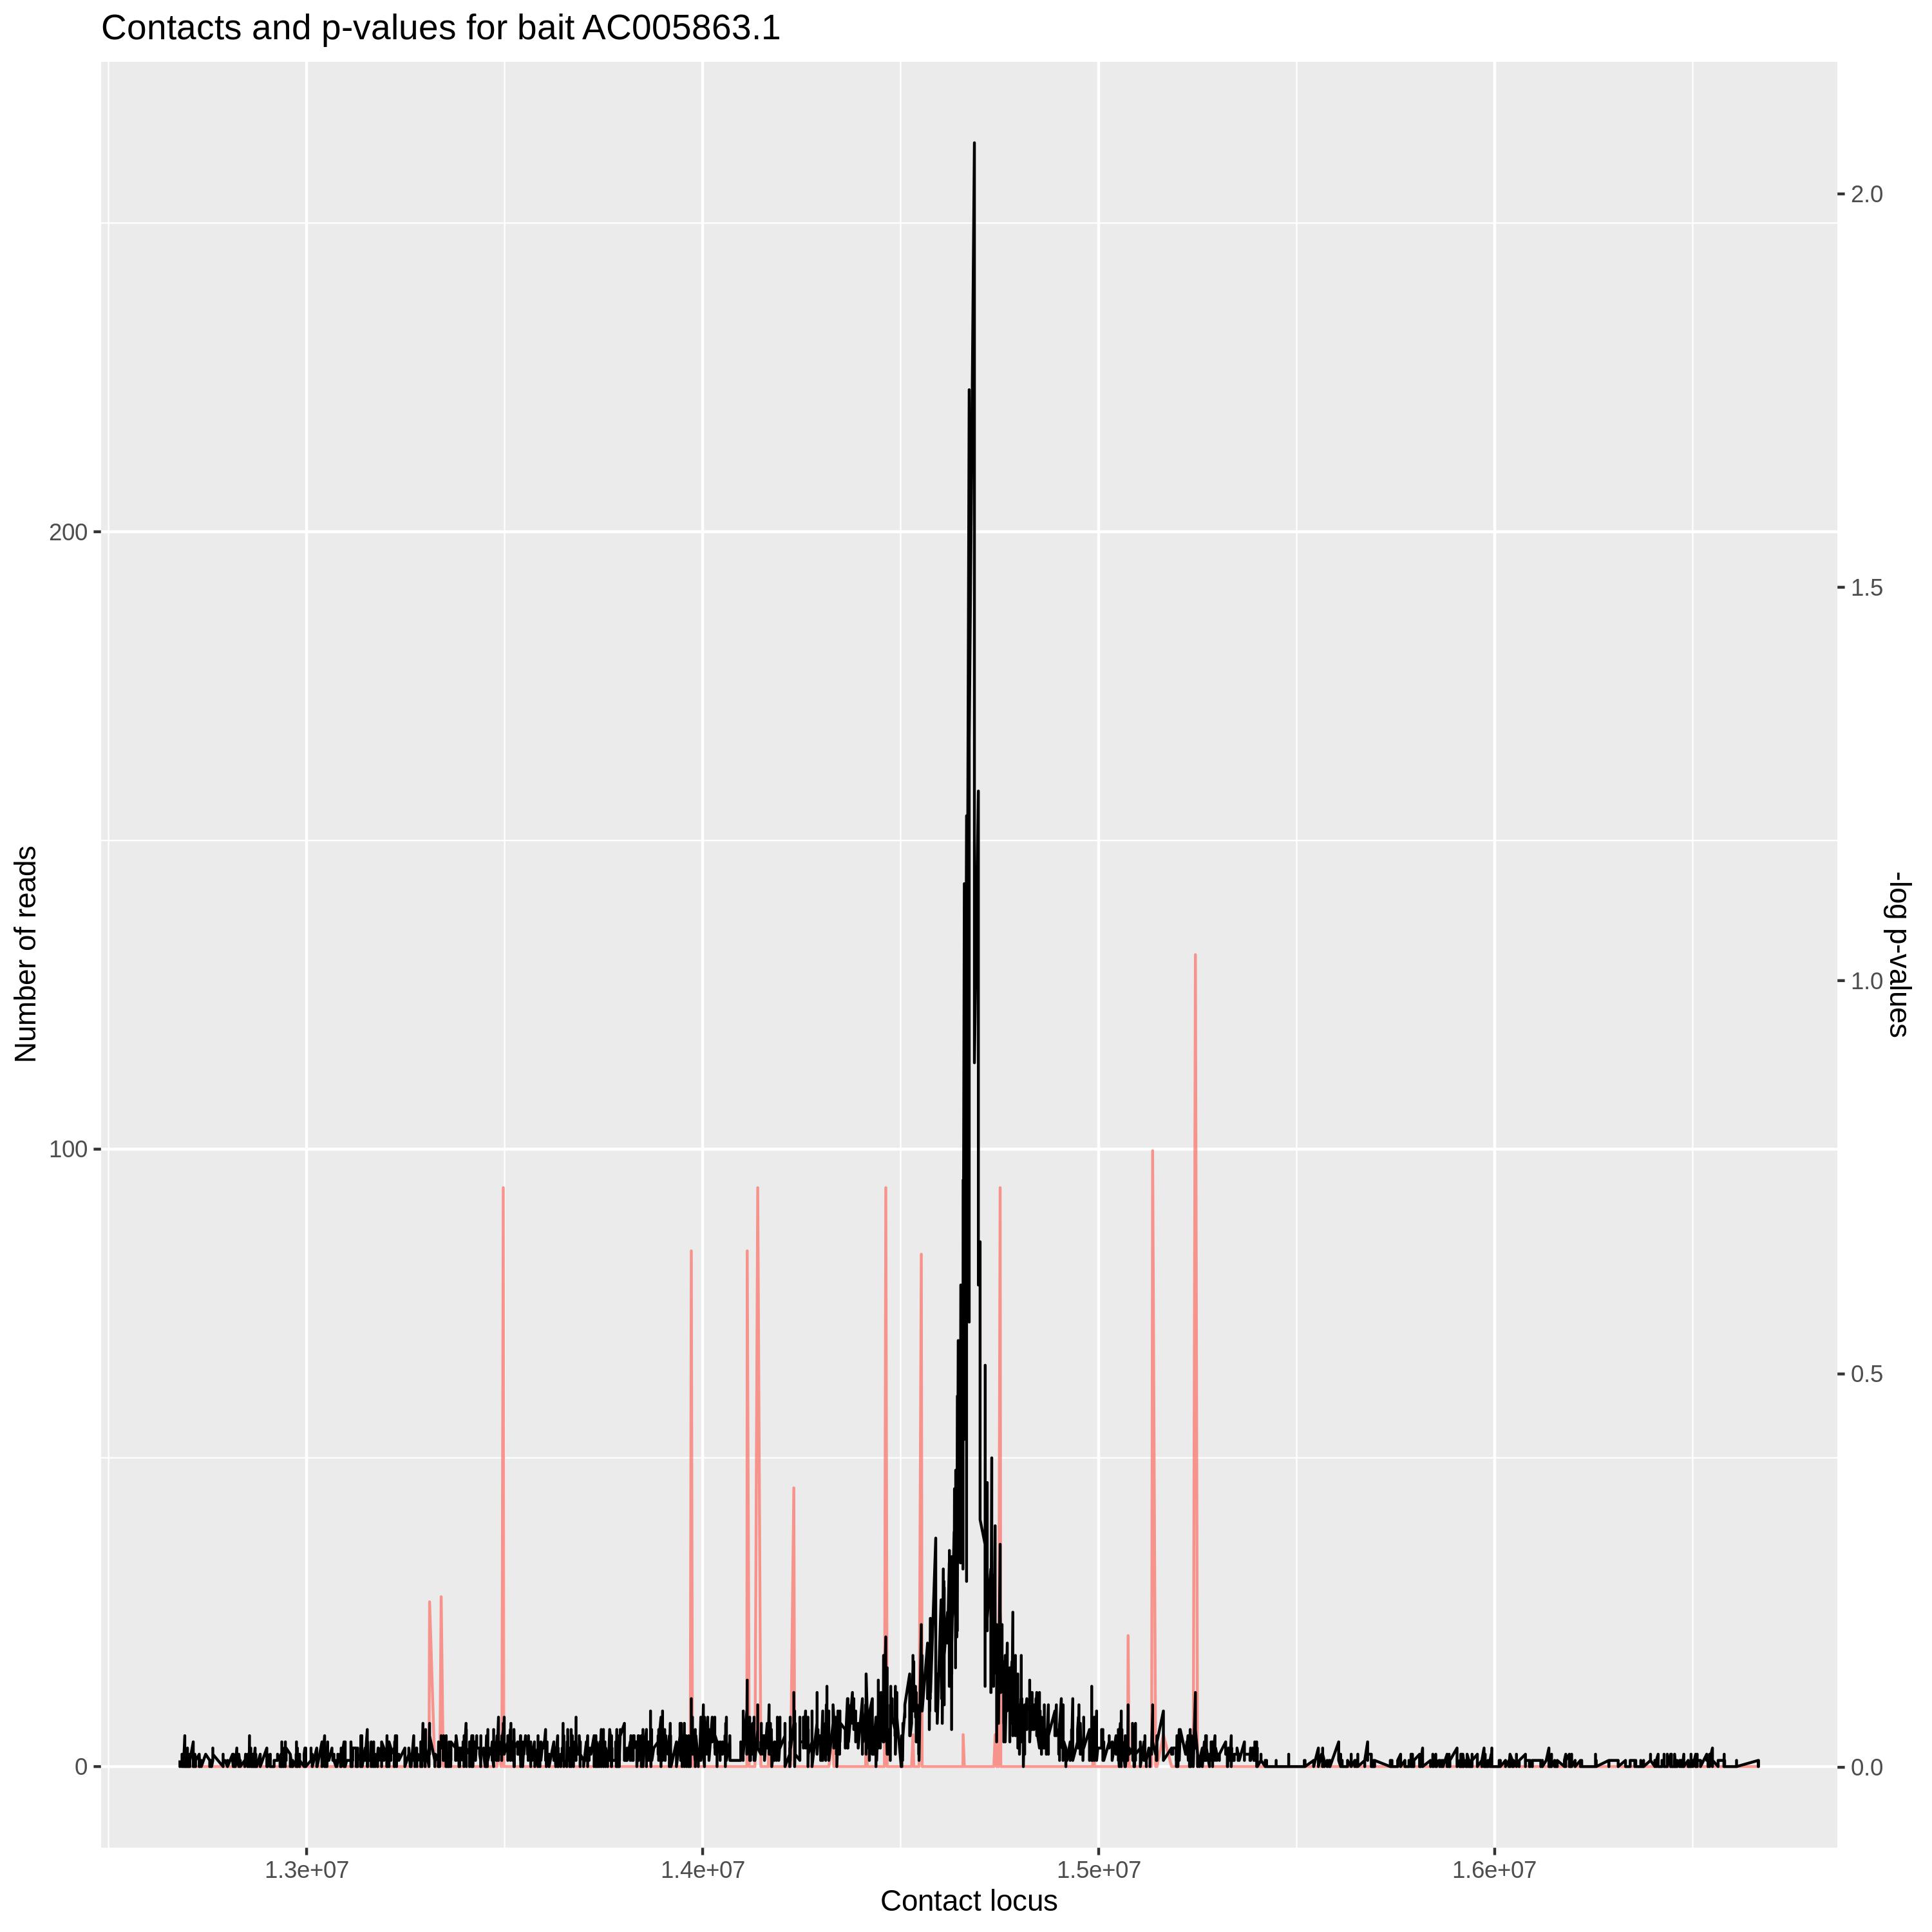 Contacts and p-values for bait AC005863.1
Number of reads
200
100
0
2.0
1.5
1.0
0.5
0.0
-log p-values
1.3e+07
1.4e+07
1.5e+07
1.6e+07
Contact locus